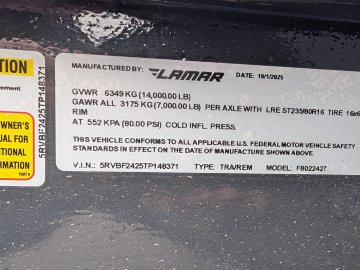 MANUFACTURED BY: LAMAR DATE: 10/1/2025
GVWR 6349 KG (14,000.00 LB)
GAWR ALL 3175 KG (7,000.00 LB) PER AXLE WITH LRE ST235/80R16 TIRE 16x6
RIM
AT 552 KPA (80.00 PSI) COLD INFL. PRESS.
THIS VEHICLE CONFORMS TO ALL APPLICABLE U.S. FEDERAL MOTOR VEHICLE SAFETY
STANDARDS IN EFFECT ON THE DATE OF MANUFACTURE SHOWN ABOVE.
V.I.N.: 5RVBF2425TP148371 TYPE: TRA/REM MODEL: F8022427
5RVBF2425TP148371
TION
ement
WNER'S
UAL FOR
TIONAL
RMATION